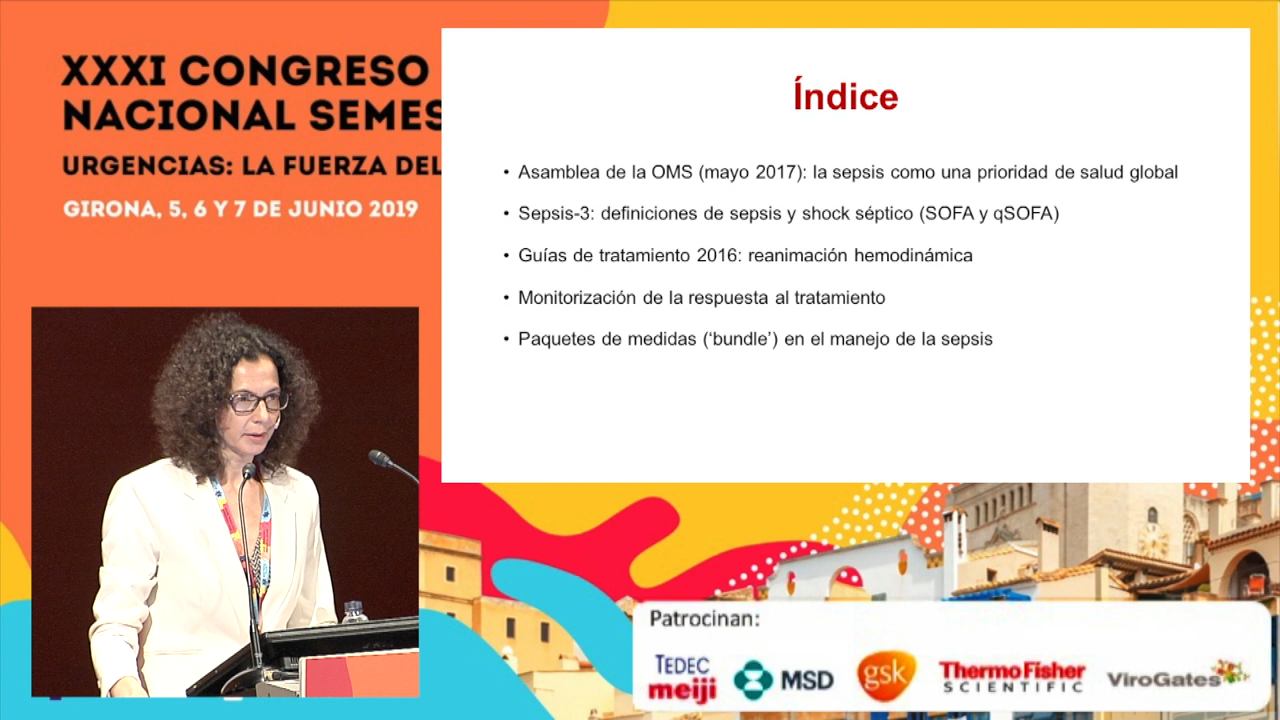 XXXI CONGRESO
NACIONAL SEMES
URGENCIAS: LA FUERZA DEL
GIRONA, 5, 6 Y 7 DE JUNIO 2019
Índice
• Asamblea de la OMS (mayo 2017): la sepsis como una prioridad de salud global
• Sepsis-3: definiciones de sepsis y shock séptico (SOFA y qSOFA)
• Guías de tratamiento 2016: reanimación hemodinámica
• Monitorización de la respuesta al tratamiento
• Paquetes de medidas (‘bundle’) en el manejo de la sepsis
Patrocinan:
TEDEC
meiji
MSD
gsk
ThermoFisher
SCIENTIFIC
ViroGates